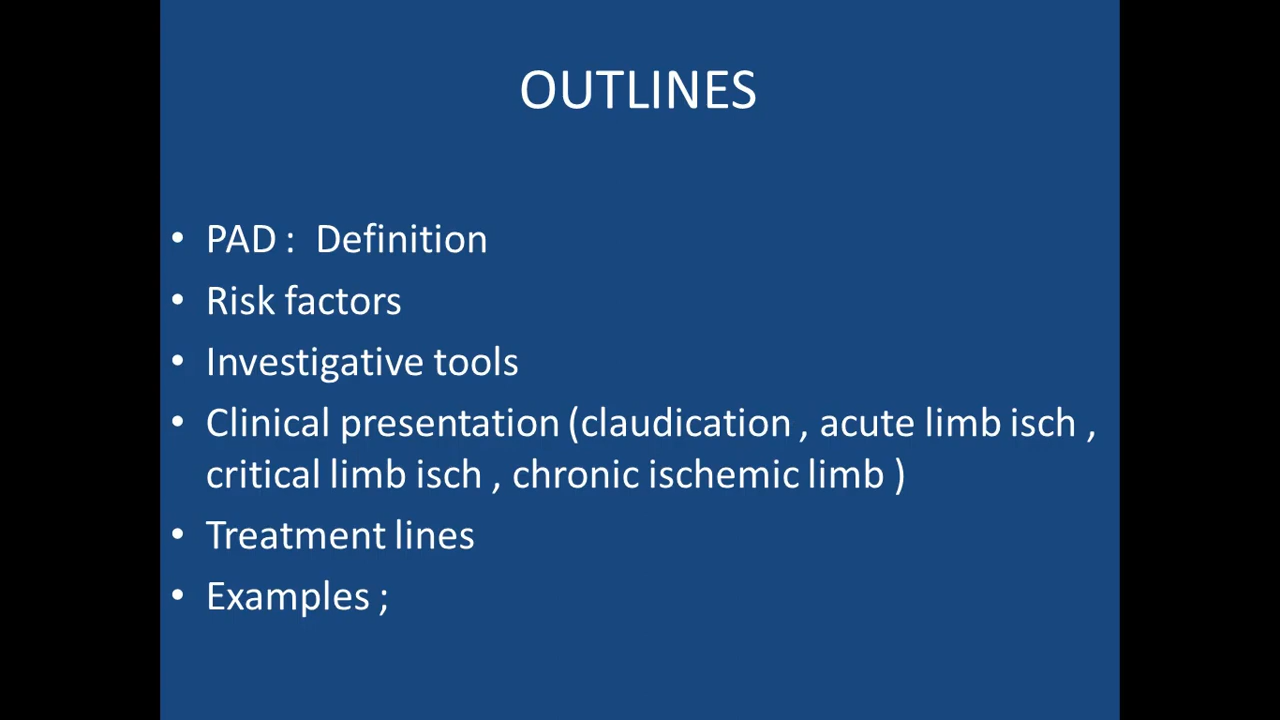 OUTLINES
• PAD : Definition
• Risk factors
• Investigative tools
• Clinical presentation (claudication , acute limb isch ,
critical limb isch , chronic ischemic limb )
• Treatment lines
• Examples ;